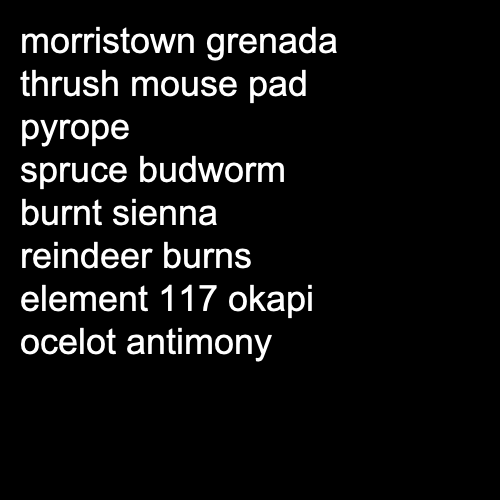 morristown grenada
thrush mouse pad
pyrope
spruce budworm
burnt sienna
reindeer burns
element 117 okapi
ocelot antimony